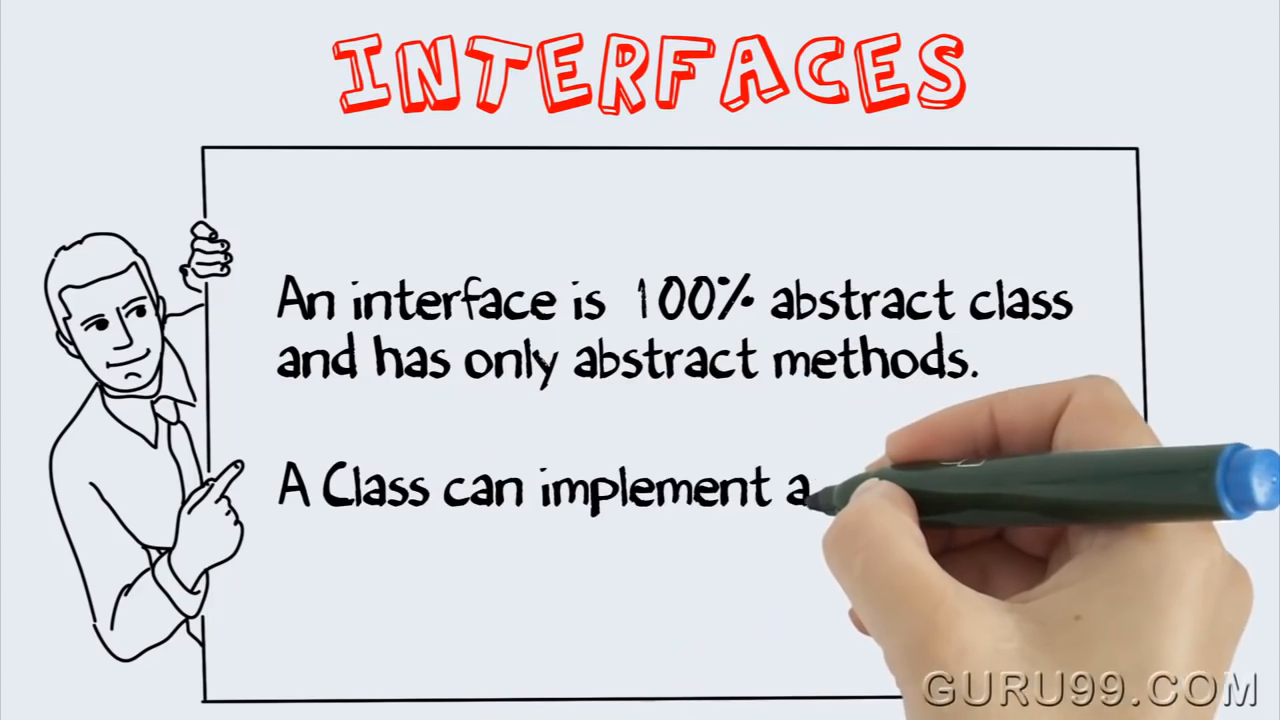 INTERFACES
An interface is 100% abstract class
and has only abstract methods.
A Class can implement a
GURU99.COM